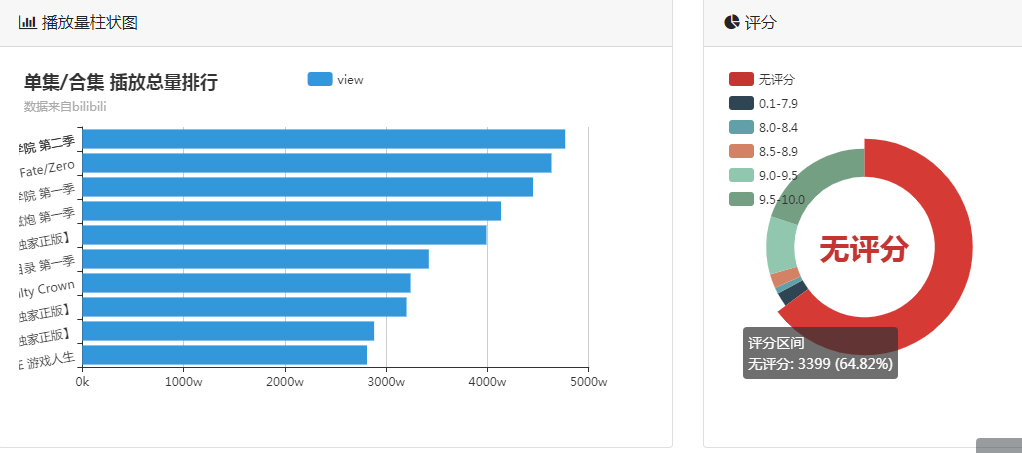 播放量柱状图
单集/合集 播放总量排行
数据来自bilibili
view
学院 第二季
Fate/Zero
学院 第一季
炮 第一季
独家正版】
目录 第一季
lty Crown
独家正版】
独家正版】
游戏人生
0k 1000w 2000w 3000w 4000w 5000w
评分
无评分
0.1-7.9
8.0-8.4
8.5-8.9
9.0-9.5
9.5-10.0
无评分
评分区间
无评分: 3399 (64.82%)